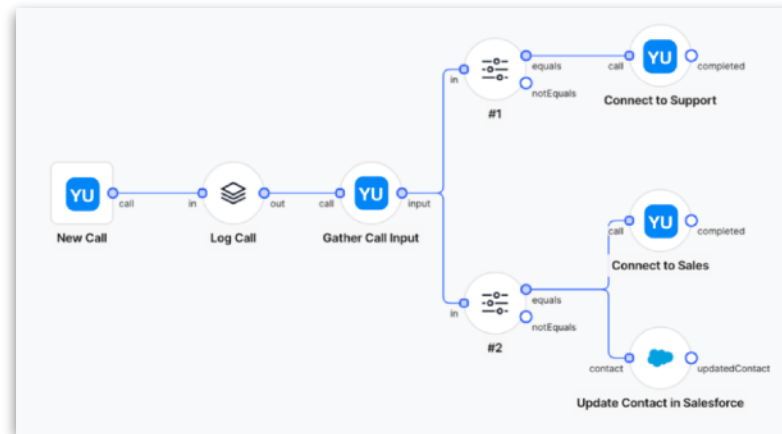 YU
call
New Call
in
out
Log Call
YU
call
input
Gather Call Input
in
equals
notEquals
#1
YU
call
completed
Connect to Support
in
equals
notEquals
#2
YU
call
completed
Connect to Sales
contact
updatedContact
Update Contact in Salesforce